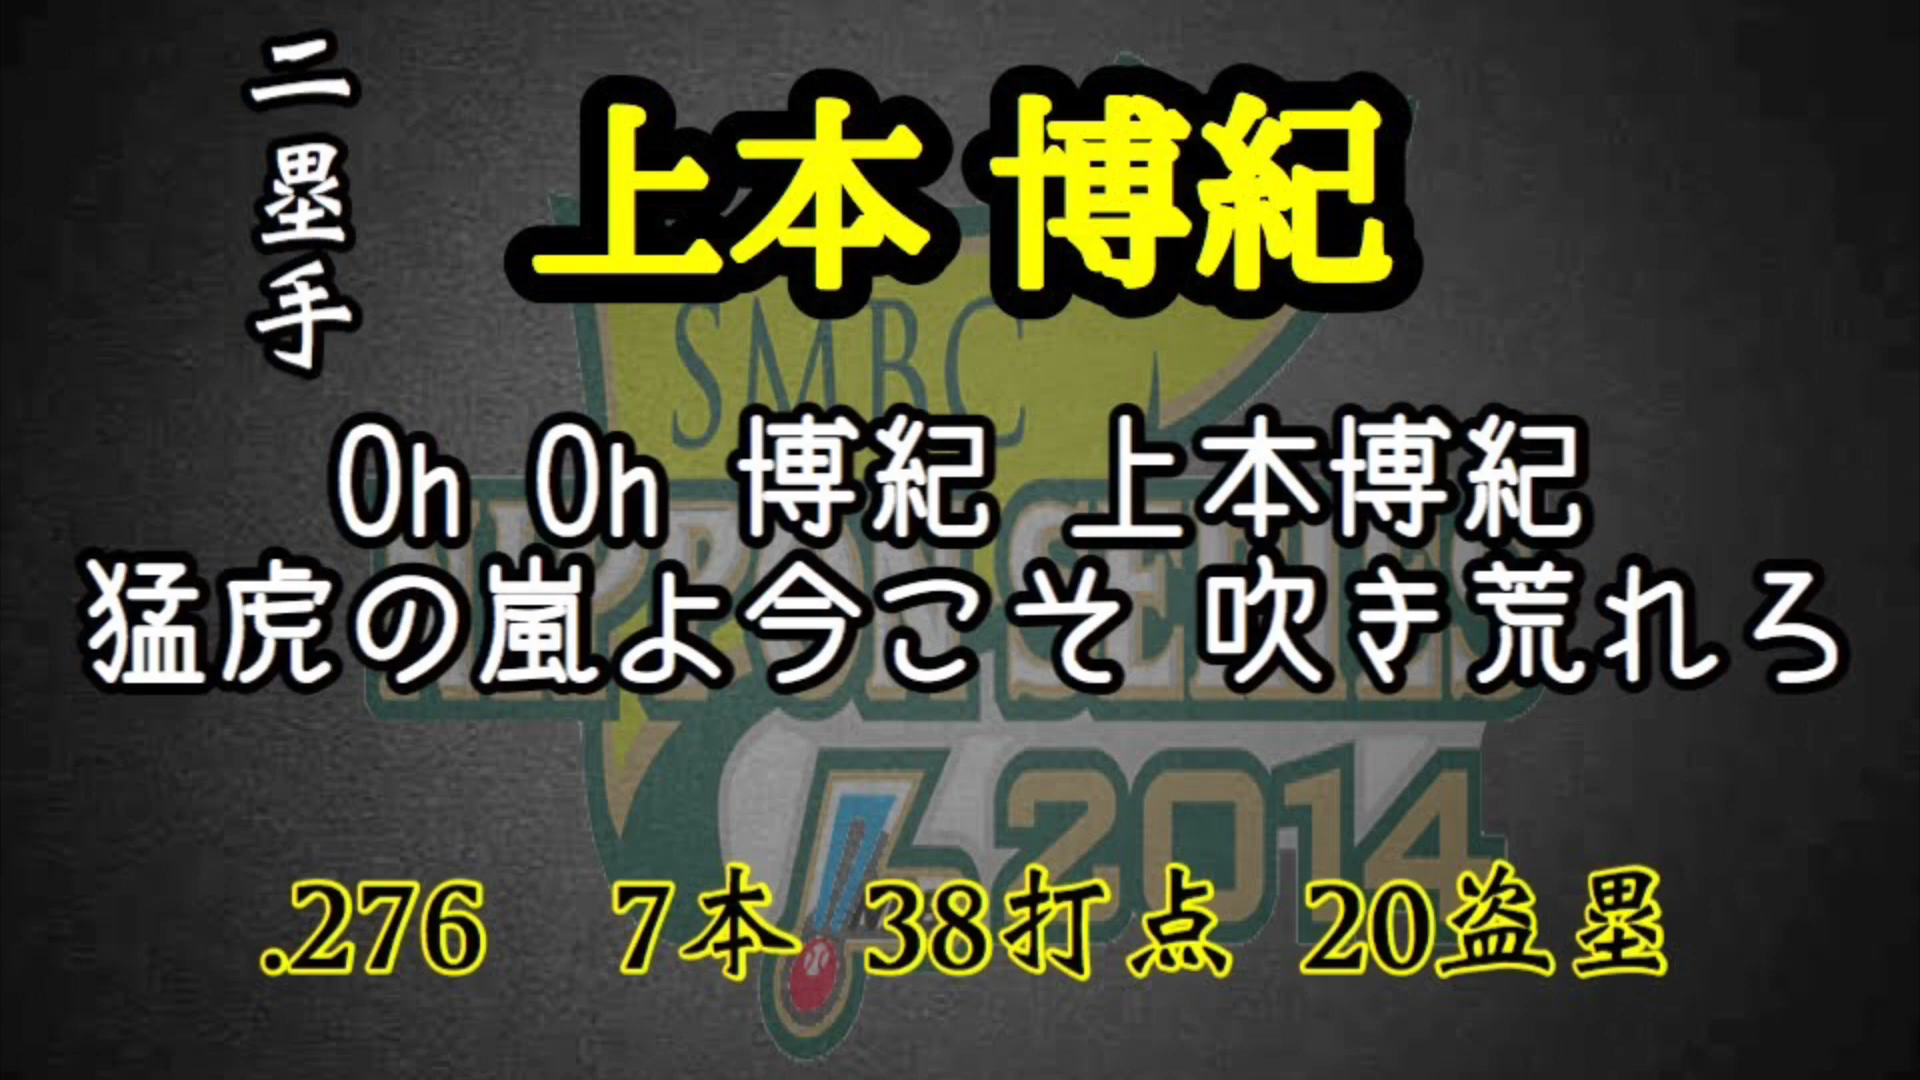 二塁手
上本 博紀
SMBC
Oh Oh 博紀 上本博紀
NIPPON SERIES
猛虎の嵐よ今こそ 吹き荒れろ
2014
.276 7本 38打点 20盗塁